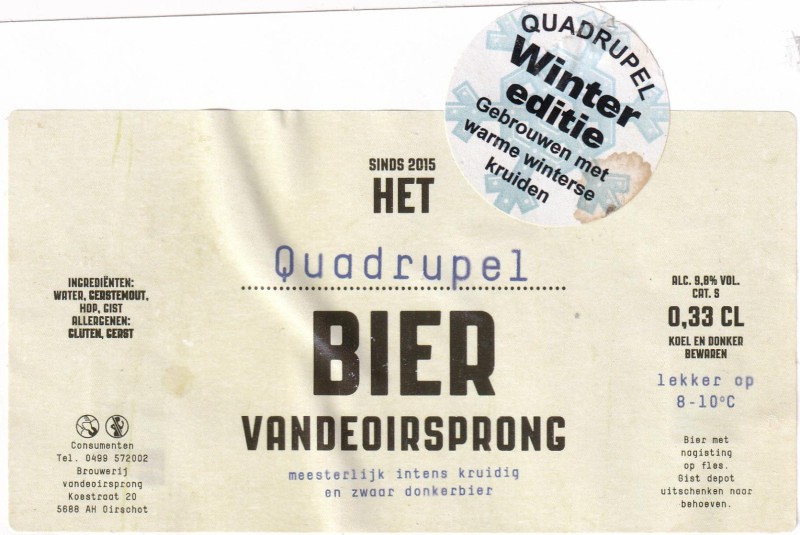 QUADRUPEL
Winter
editie
Gebrouwen met
warme winterse
kruiden
SINDS 2015
HET
Quadrupel
BIER
VANDEOIRSPRONG
meesterlijk intens kruidig
en zwaar donkerbier
INGREDIËNTEN:
WATER, GERSTEMOUT,
HOP, GIST
ALLERGENEN:
GLUTEN, GERST
Consumenten
Tel. 0499 572002
Brouwerij
vandeoirsprong
Koestraat 20
5688 AH Oirschot
ALC. 9,8% VOL.
CAT. S
0,33 CL
KOEL EN DONKER
BEWAREN
lekker op
8-10°C
Bier met
nagisting
op fles.
Gist depot
uitschenken naar
behoeven.